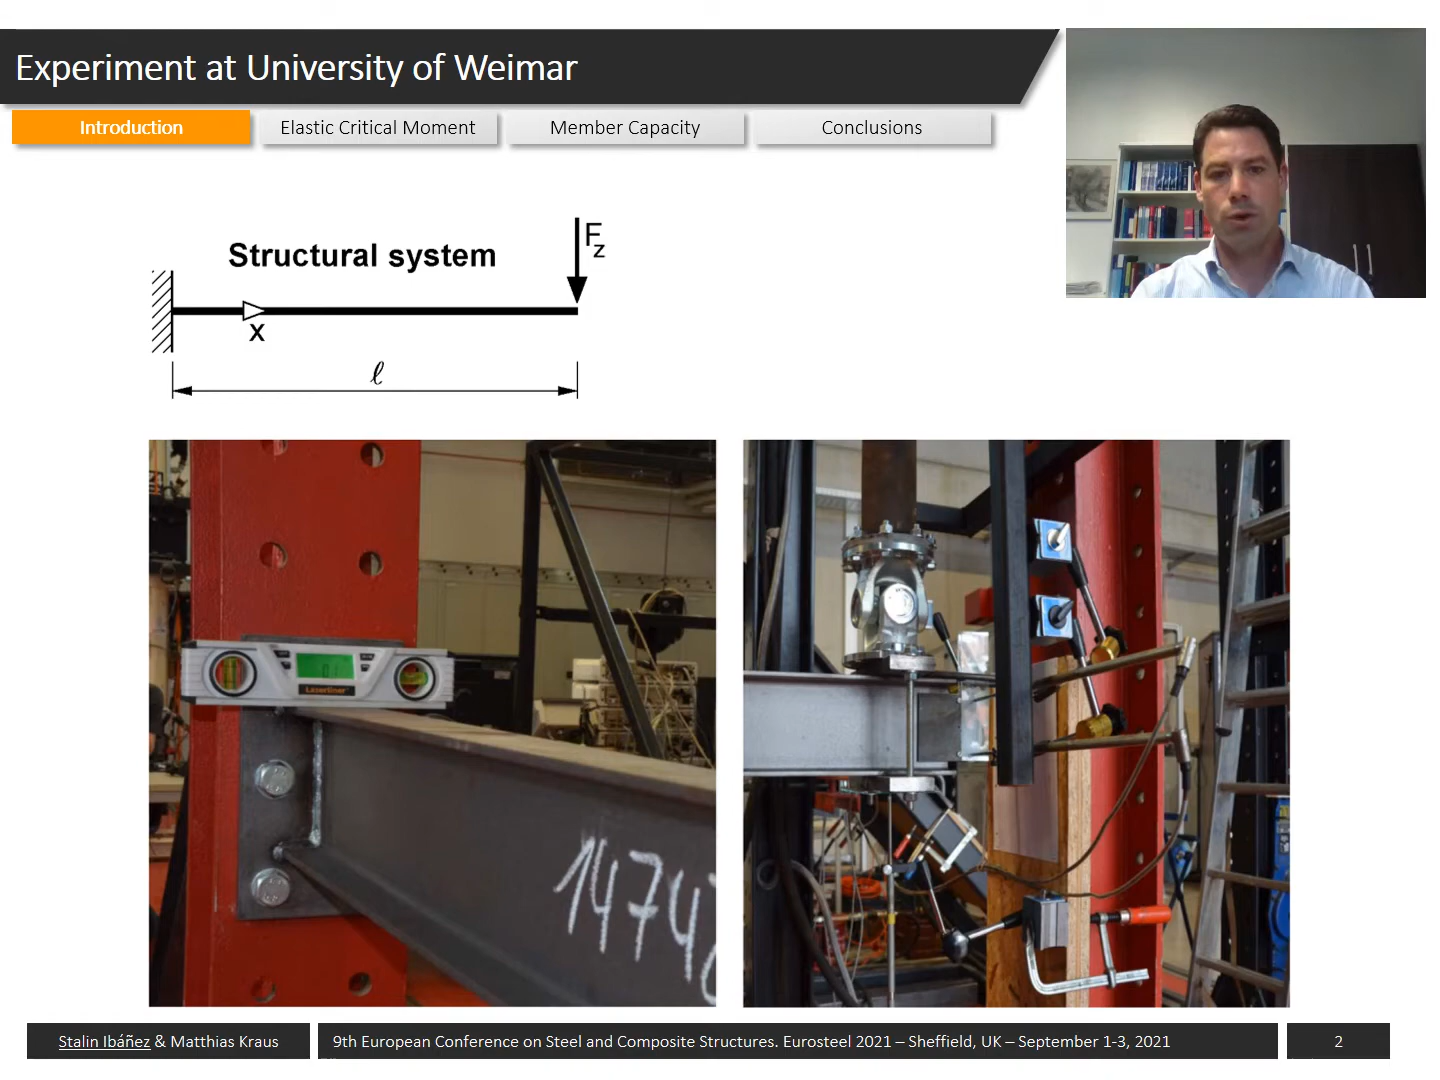 Experiment at University of Weimar
Introduction
Elastic Critical Moment
Member Capacity
Conclusions
Structural system
Fz
x
ℓ
Laserliner
1474
Stalin Ibáñez & Matthias Kraus
9th European Conference on Steel and Composite Structures. Eurosteel 2021 – Sheffield, UK – September 1-3, 2021
2